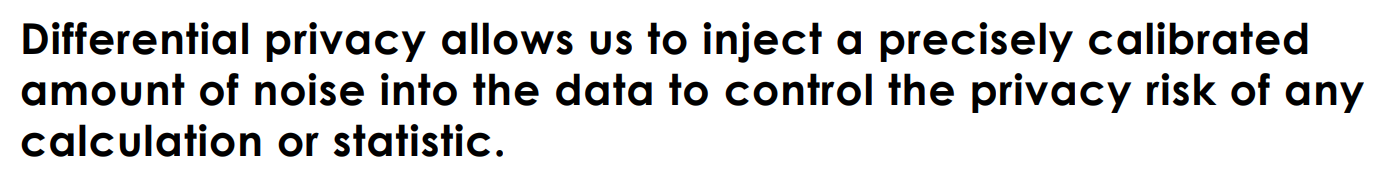 Differential privacy allows us to inject a precisely calibrated
amount of noise into the data to control the privacy risk of any
calculation or statistic.